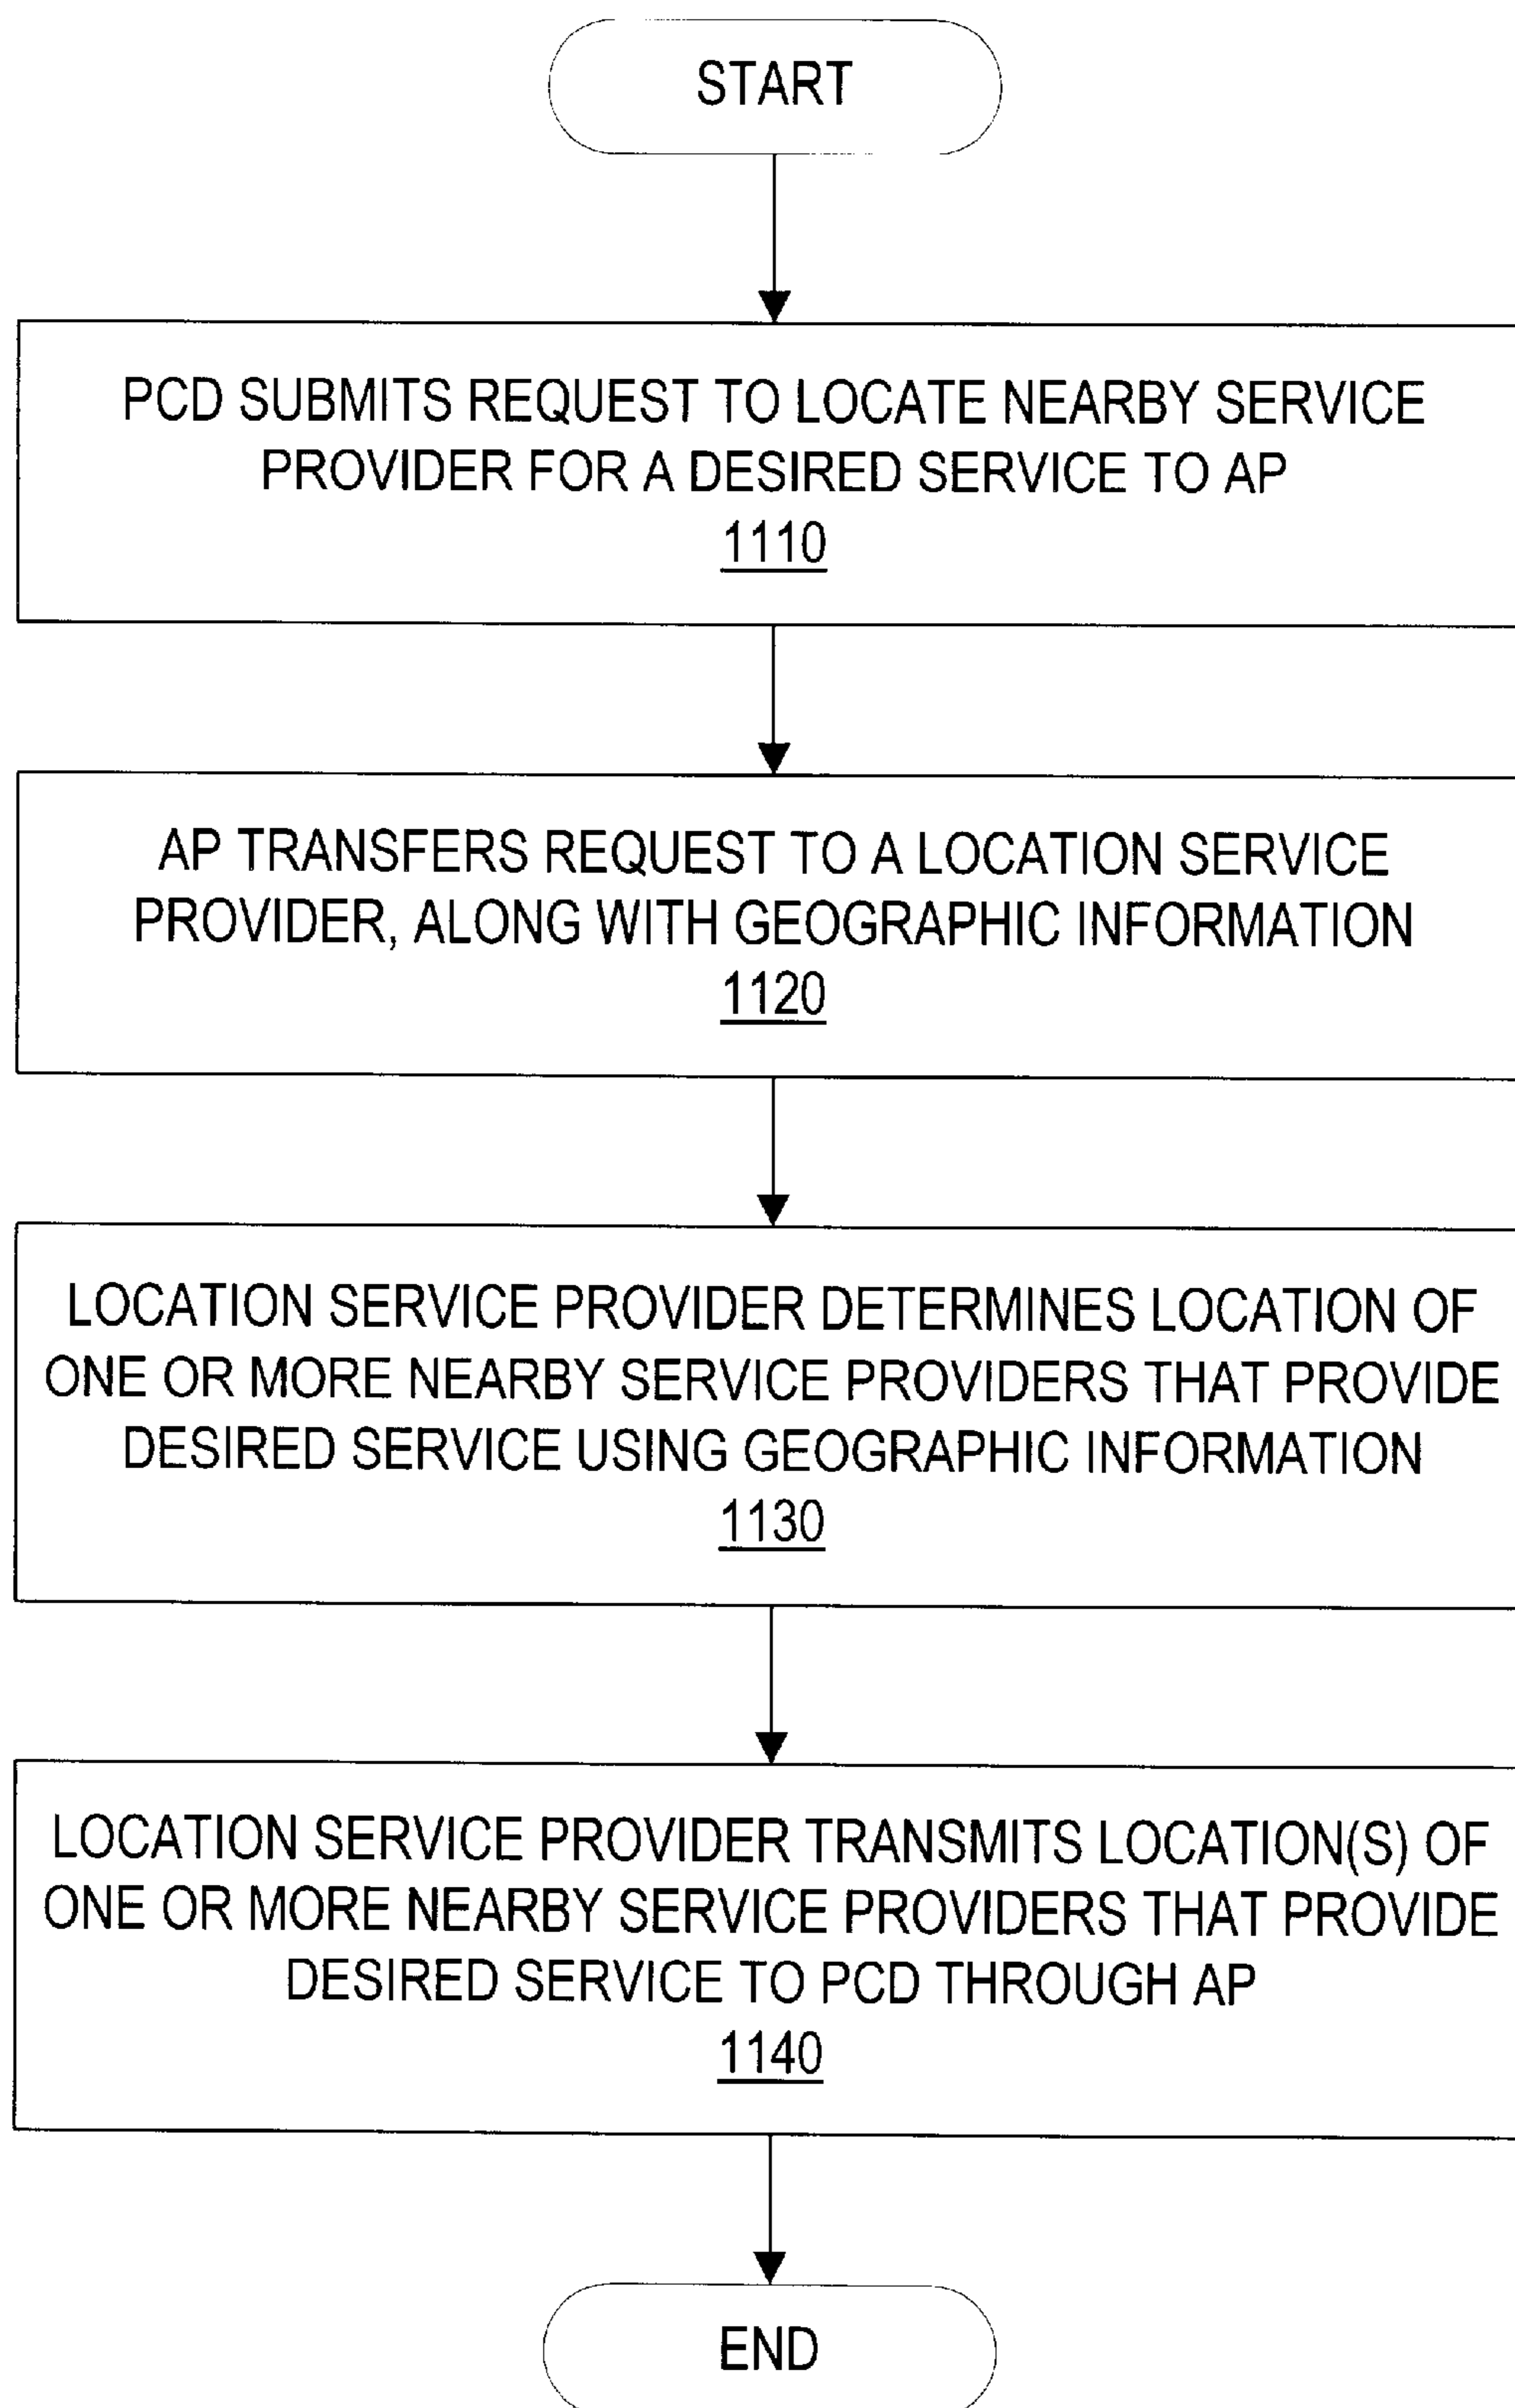 START
PCD SUBMITS REQUEST TO LOCATE NEARBY SERVICE
PROVIDER FOR A DESIRED SERVICE TO AP
1110
AP TRANSFERS REQUEST TO A LOCATION SERVICE
PROVIDER, ALONG WITH GEOGRAPHIC INFORMATION
1120
LOCATION SERVICE PROVIDER DETERMINES LOCATION OF
ONE OR MORE NEARBY SERVICE PROVIDERS THAT PROVIDE
DESIRED SERVICE USING GEOGRAPHIC INFORMATION
1130
LOCATION SERVICE PROVIDER TRANSMITS LOCATION(S) OF
ONE OR MORE NEARBY SERVICE PROVIDERS THAT PROVIDE
DESIRED SERVICE TO PCD THROUGH AP
1140
END